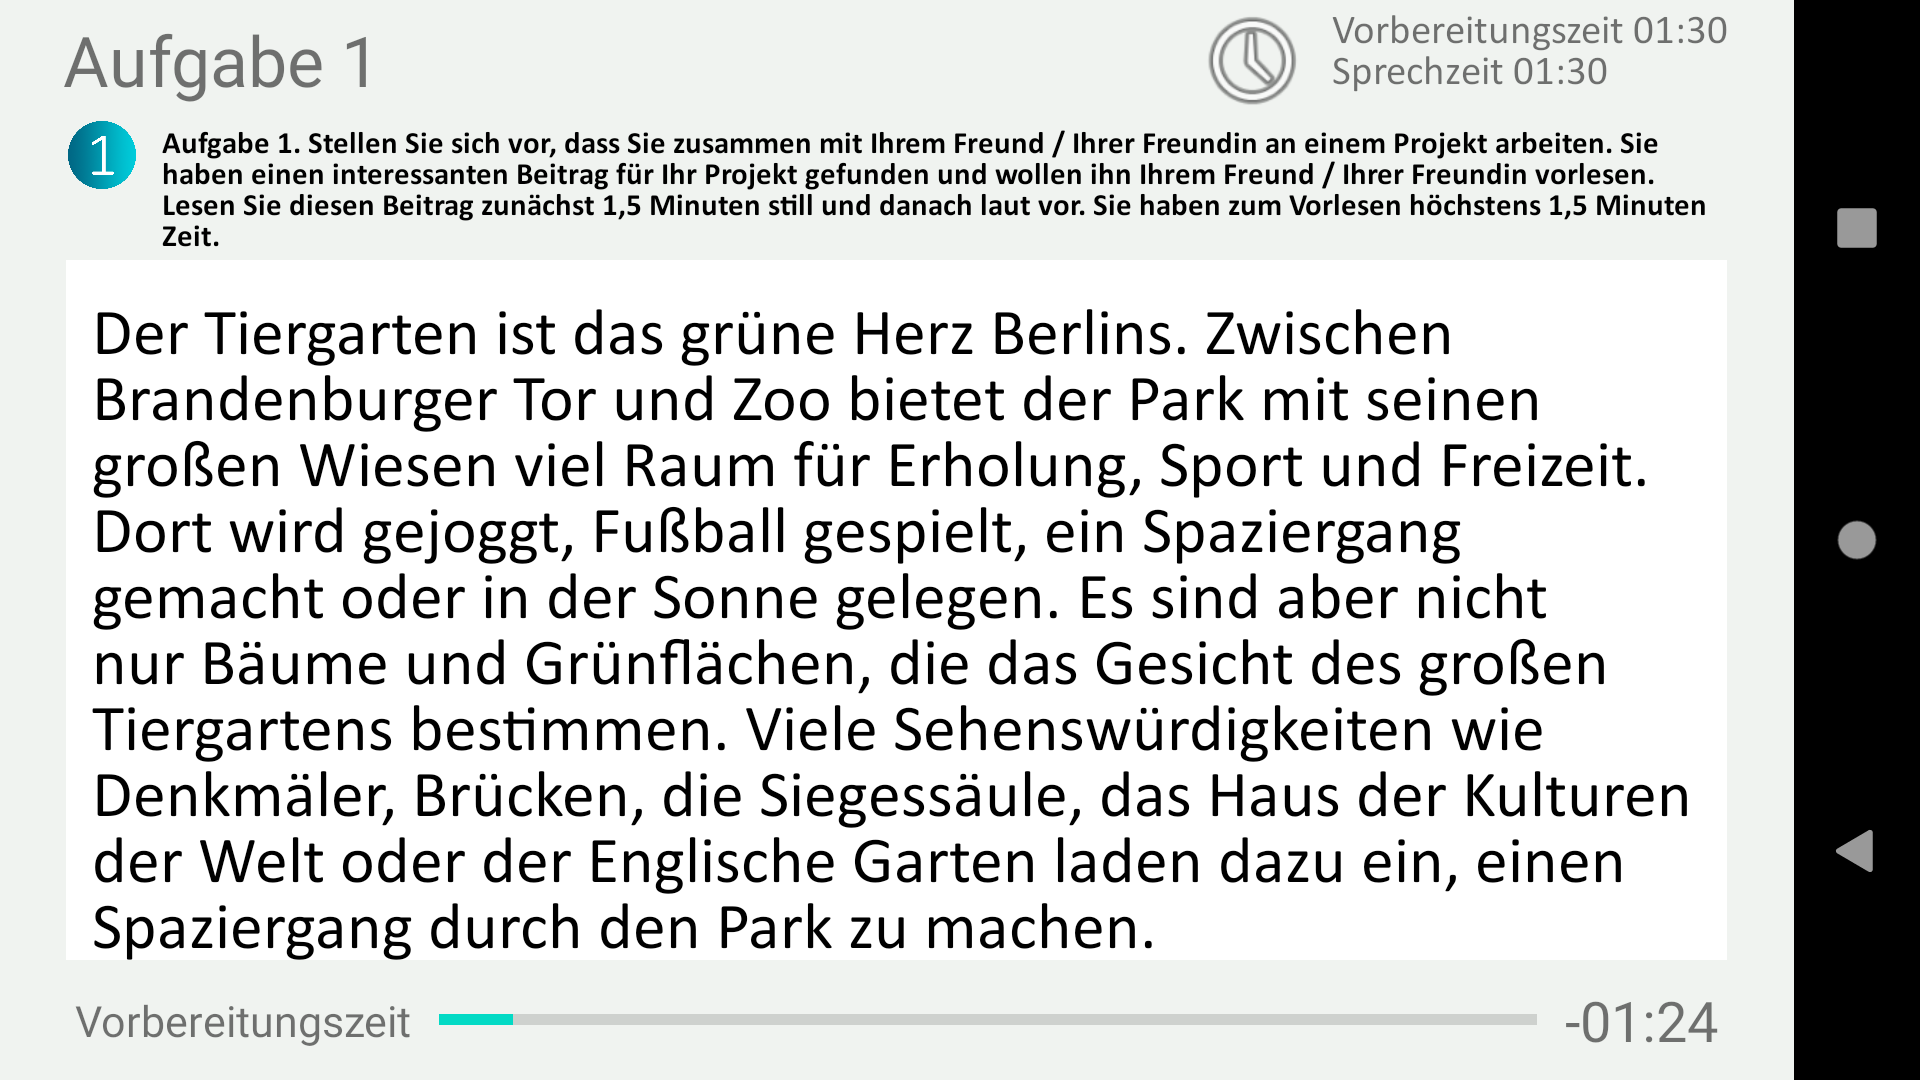 Aufgabe 1
Vorbereitungszeit 01:30
Sprechzeit 01:30
1
Aufgabe 1. Stellen Sie sich vor, dass Sie zusammen mit Ihrem Freund / Ihrer Freundin an einem Projekt arbeiten. Sie
haben einen interessanten Beitrag für Ihr Projekt gefunden und wollen ihn Ihrem Freund / Ihrer Freundin vorlesen.
Lesen Sie diesen Beitrag zunächst 1,5 Minuten still und danach laut vor. Sie haben zum Vorlesen höchstens 1,5 Minuten
Zeit.
Der Tiergarten ist das grüne Herz Berlins. Zwischen
Brandenburger Tor und Zoo bietet der Park mit seinen
großen Wiesen viel Raum für Erholung, Sport und Freizeit.
Dort wird gejoggt, Fußball gespielt, ein Spaziergang
gemacht oder in der Sonne gelegen. Es sind aber nicht
nur Bäume und Grünflächen, die das Gesicht des großen
Tiergartens bestimmen. Viele Sehenswürdigkeiten wie
Denkmäler, Brücken, die Siegessäule, das Haus der Kulturen
der Welt oder der Englische Garten laden dazu ein, einen
Spaziergang durch den Park zu machen.
Vorbereitungszeit
-01:24